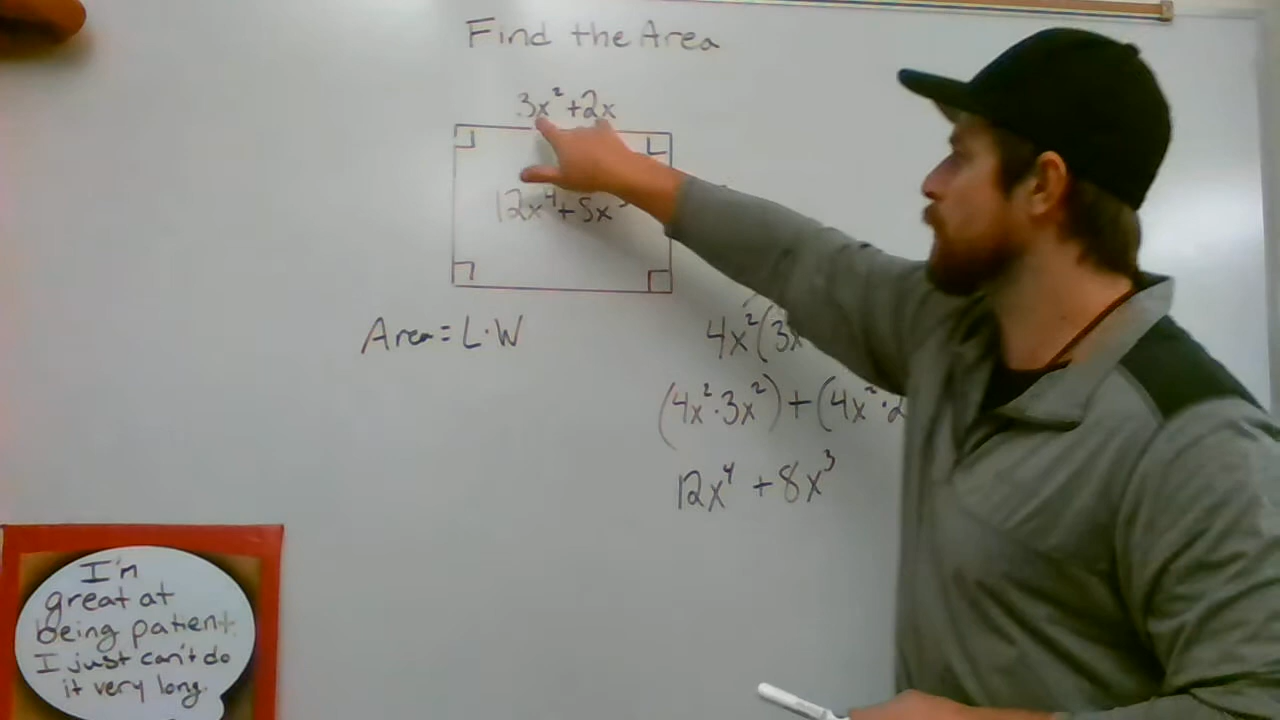 Find the Area
3x² + 2x
12x⁴ + 8x³
Area = L · W
4x²(3x
(4x² · 3x²) + (4x² · 2
12x⁴ + 8x³
I'm
great at
being patient
I just can't do
it very long.